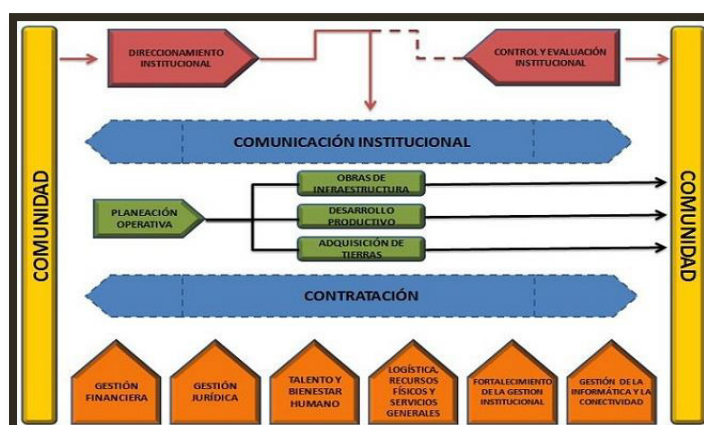 COMUNIDAD
DIRECCIONAMIENTO
INSTITUCIONAL
CONTROL Y EVALUACIÓN
INSTITUCIONAL
COMUNICACIÓN INSTITUCIONAL
PLANEACIÓN
OPERATIVA
OBRAS DE
INFRAESTRUCTURA
DESARROLLO
PRODUCTIVO
ADQUISICIÓN DE
TIERRAS
CONTRATACIÓN
GESTIÓN
FINANCIERA
GESTIÓN
JURÍDICA
TALENTO Y
BIENESTAR
HUMANO
LOGÍSTICA,
RECURSOS
FÍSICOS Y
SERVICIOS
GENERALES
FORTALECIMIENTO
DE LA GESTION
INSTITUCIONAL
GESTIÓN DE LA
INFORMÁTICA Y LA
CONECTIVIDAD
COMUNIDAD